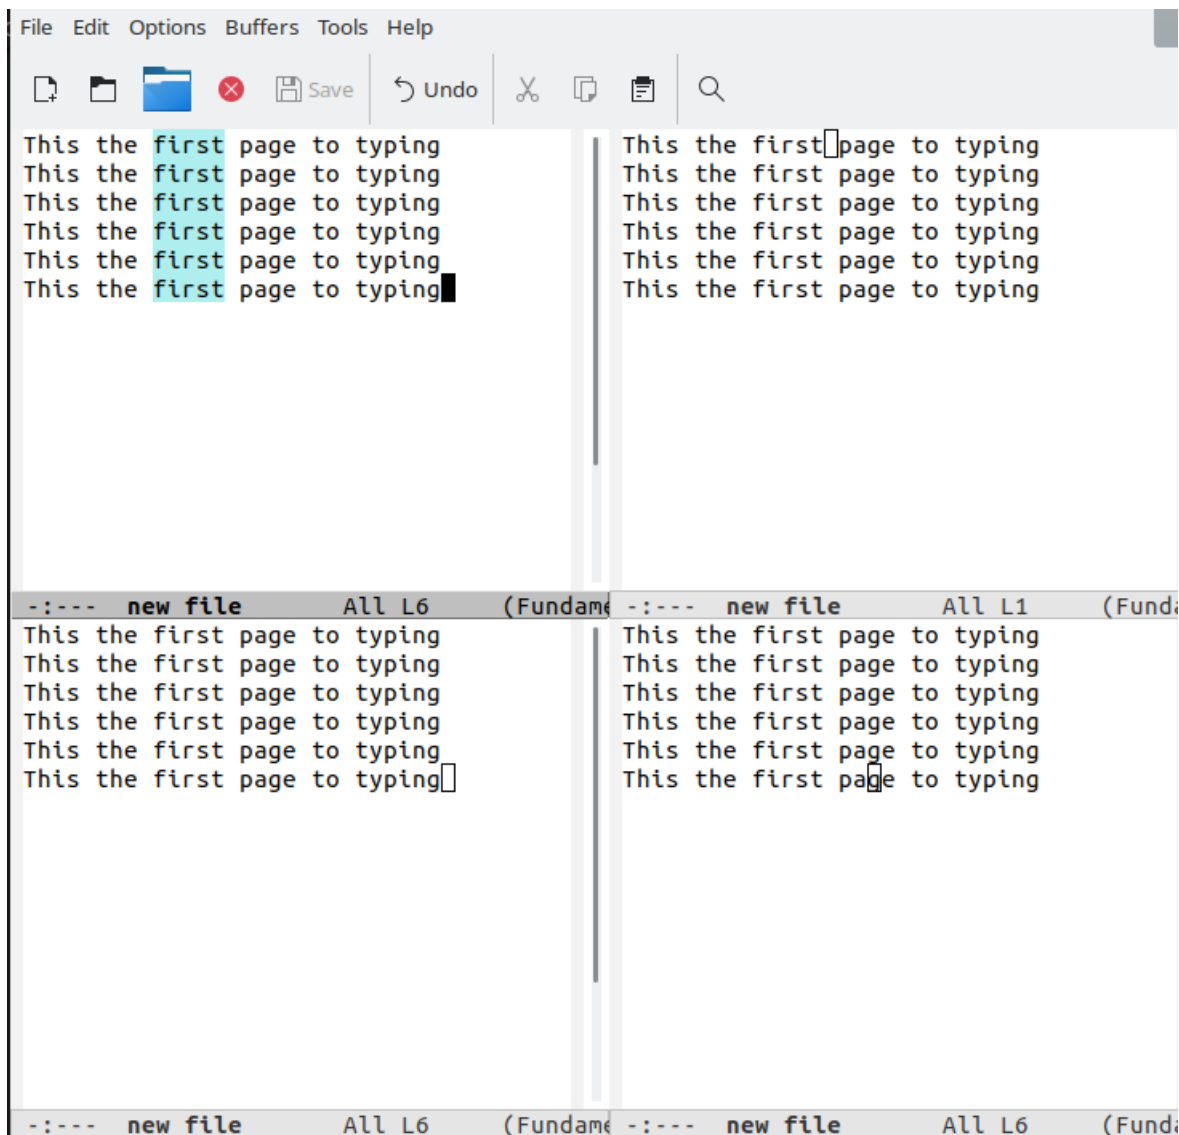 File Edit Options Buffers Tools Help
Save Undo
This the first page to typing
This the first page to typing
This the first page to typing
This the first page to typing
This the first page to typing
This the first page to typing
-:--- new file All L6 (Fundame
This the first page to typing
This the first page to typing
This the first page to typing
This the first page to typing
This the first page to typing
This the first page to typing
-:--- new file All L1 (Funda
This the first page to typing
This the first page to typing
This the first page to typing
This the first page to typing
This the first page to typing
This the first page to typing
-:--- new file All L6 (Fundame
This the first page to typing
This the first page to typing
This the first page to typing
This the first page to typing
This the first page to typing
This the first page to typing
-:--- new file All L6 (Funda